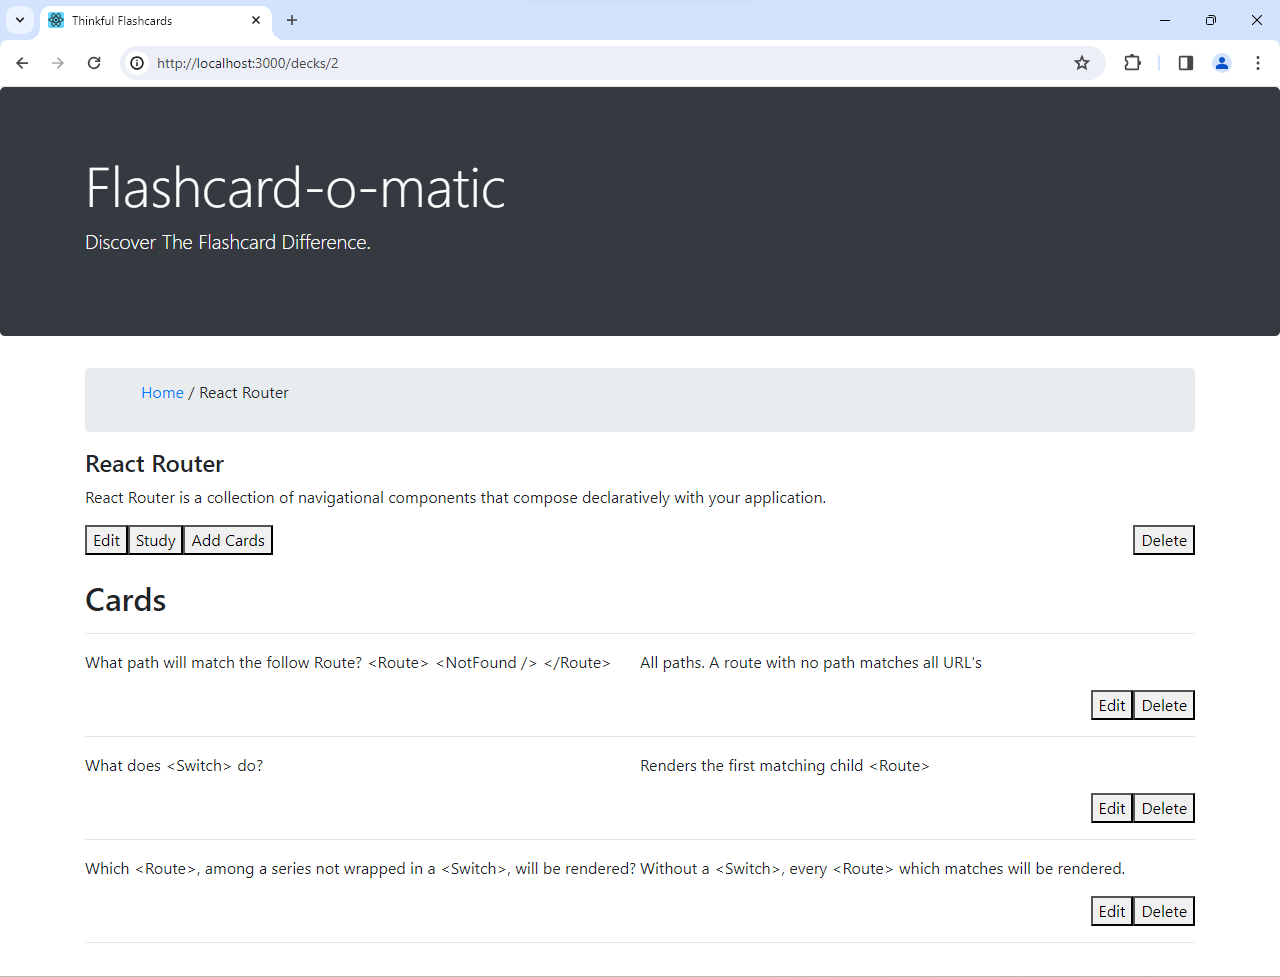 Thinkful Flashcards
http://localhost:3000/decks/2
Flashcard-o-matic
Discover The Flashcard Difference.
Home / React Router
React Router
React Router is a collection of navigational components that compose declaratively with your application.
Edit Study Add Cards Delete
Cards
What path will match the follow Route? <Route> <NotFound /> </Route> All paths. A route with no path matches all URL's
Edit Delete
What does <Switch> do? Renders the first matching child <Route>
Edit Delete
Which <Route>, among a series not wrapped in a <Switch>, will be rendered? Without a <Switch>, every <Route> which matches will be rendered.
Edit Delete